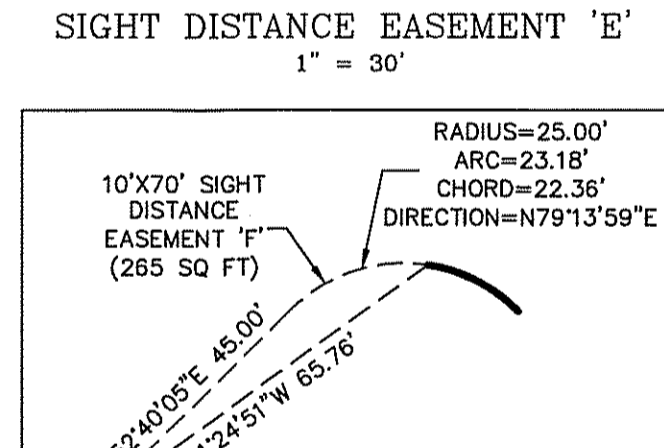 SIGHT DISTANCE EASEMENT 'E'
1" = 30'
RADIUS=25.00'
ARC=23.18'
CHORD=22.36'
DIRECTION=N79°13'59"E
10'X70' SIGHT
DISTANCE
EASEMENT 'F'
(265 SQ FT)
2°40'05"E 45.00'
°24'51"W 65.76'